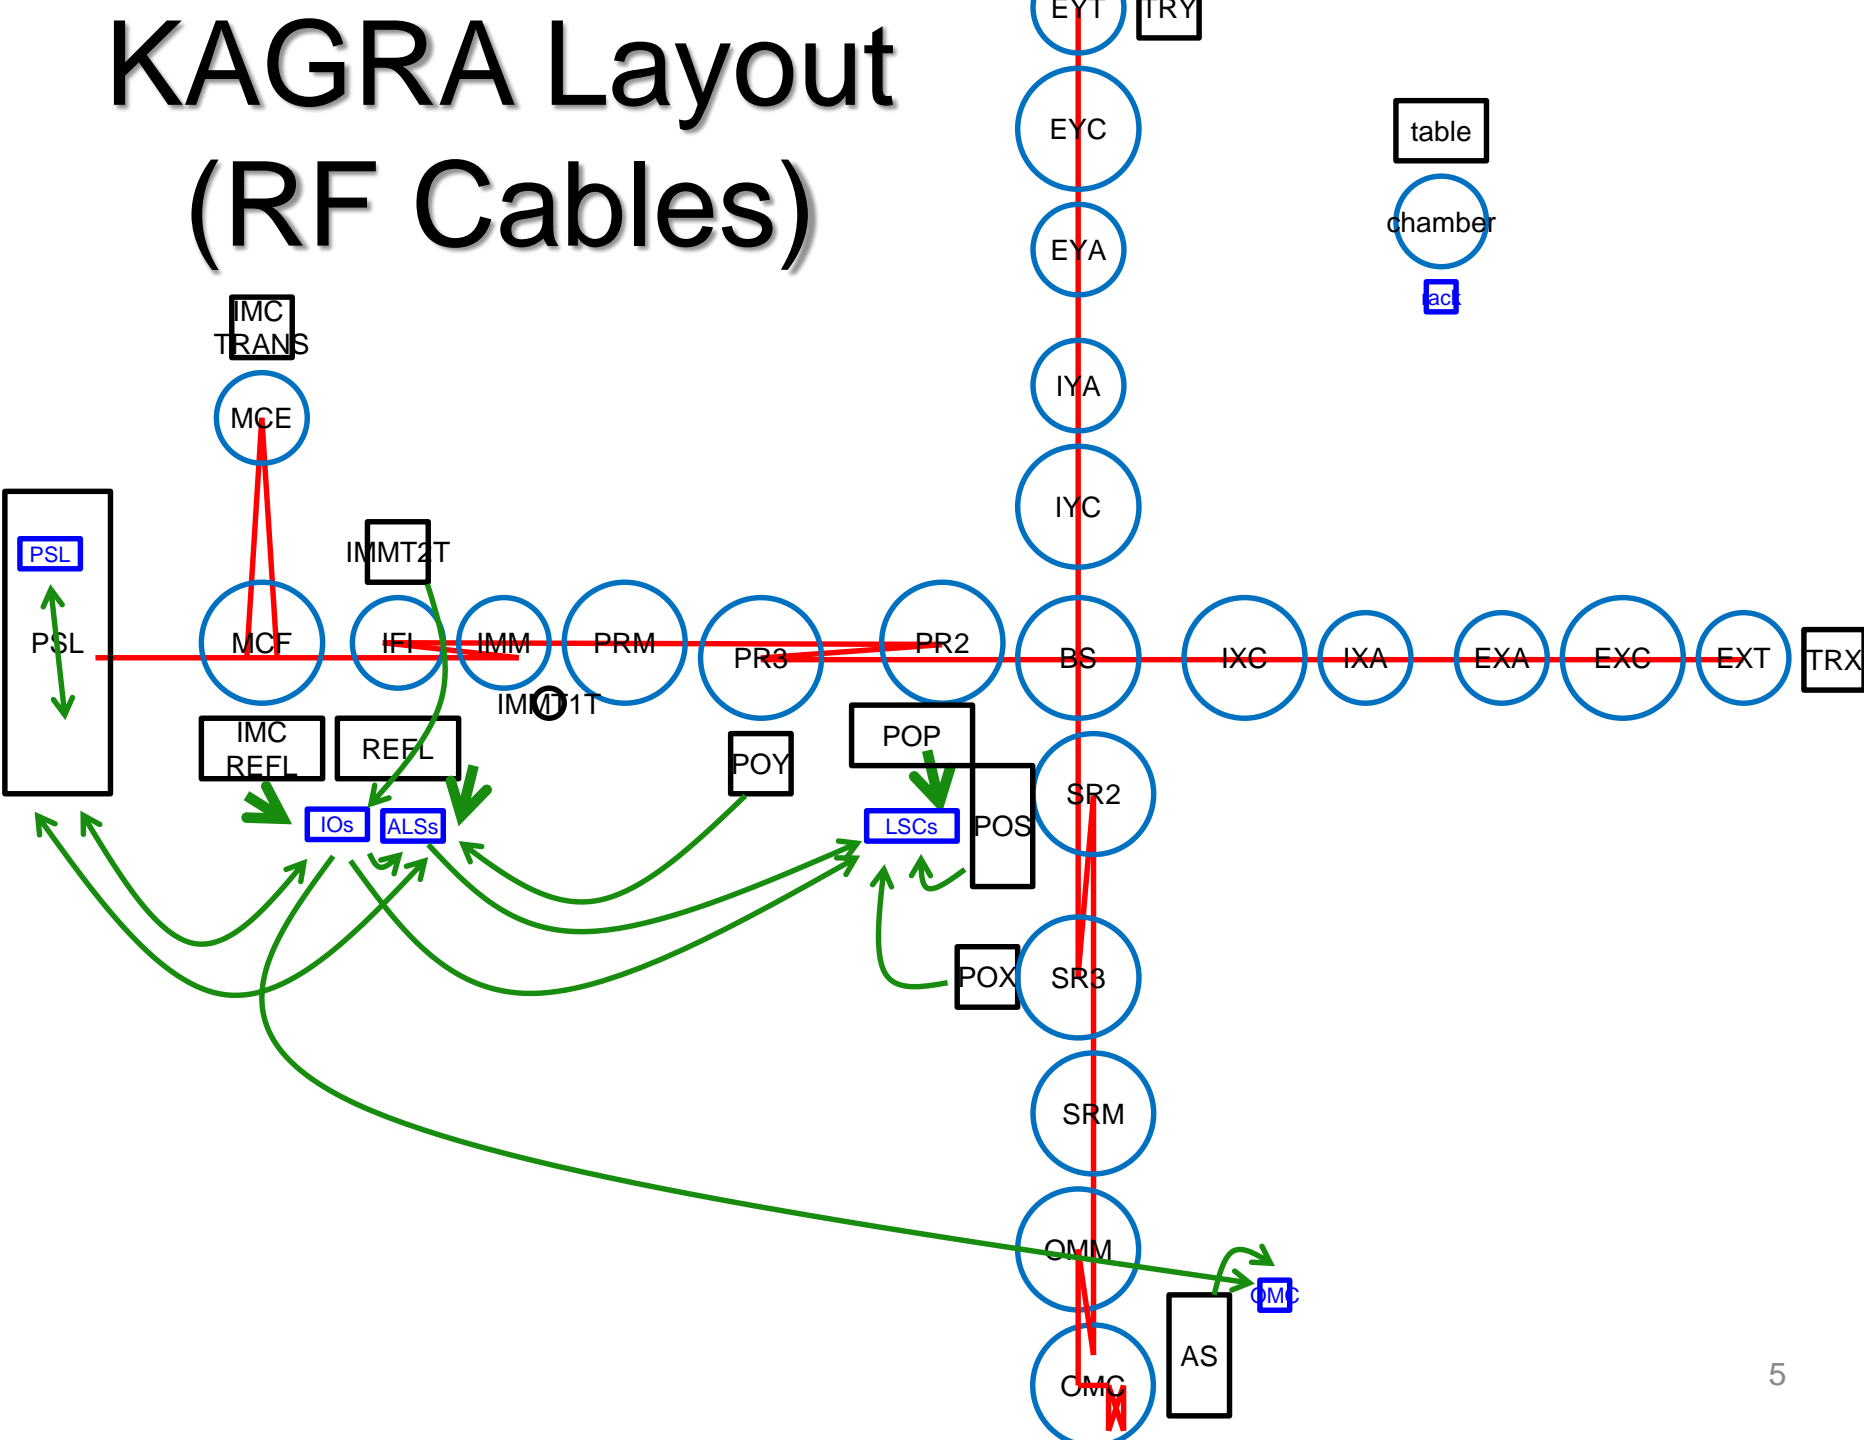 KAGRA Layout
(RF Cables)
EYT
TRY
EYC
table
chamber
EYA
rack
IMC
TRANS
IYA
MCE
IYC
IMMT2T
PSL
PSL
MCF
IFI
IMM
PRM
PR3
PR2
BS
IXC
IXA
EXA
EXC
EXT
TRX
IMMT1T
IMC
REFL
REFL
POY
POP
SR2
IOs
ALSs
LSCs
POS
POX
SR3
SRM
OMM
OMC
AS
OMC
5